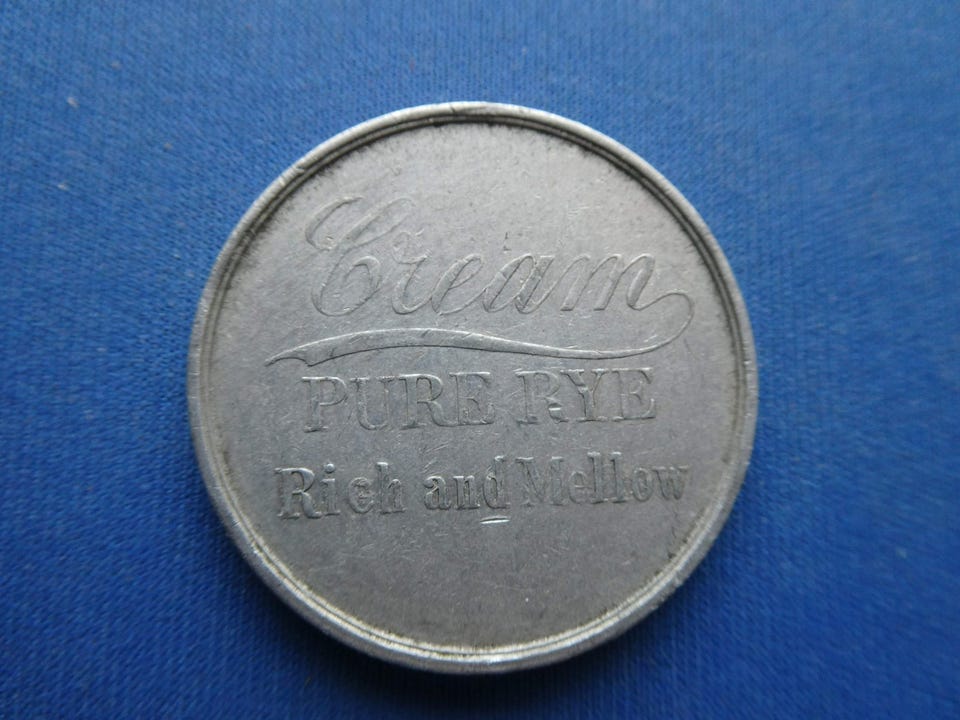 Cream
PURE RYE
Rich and Mellow